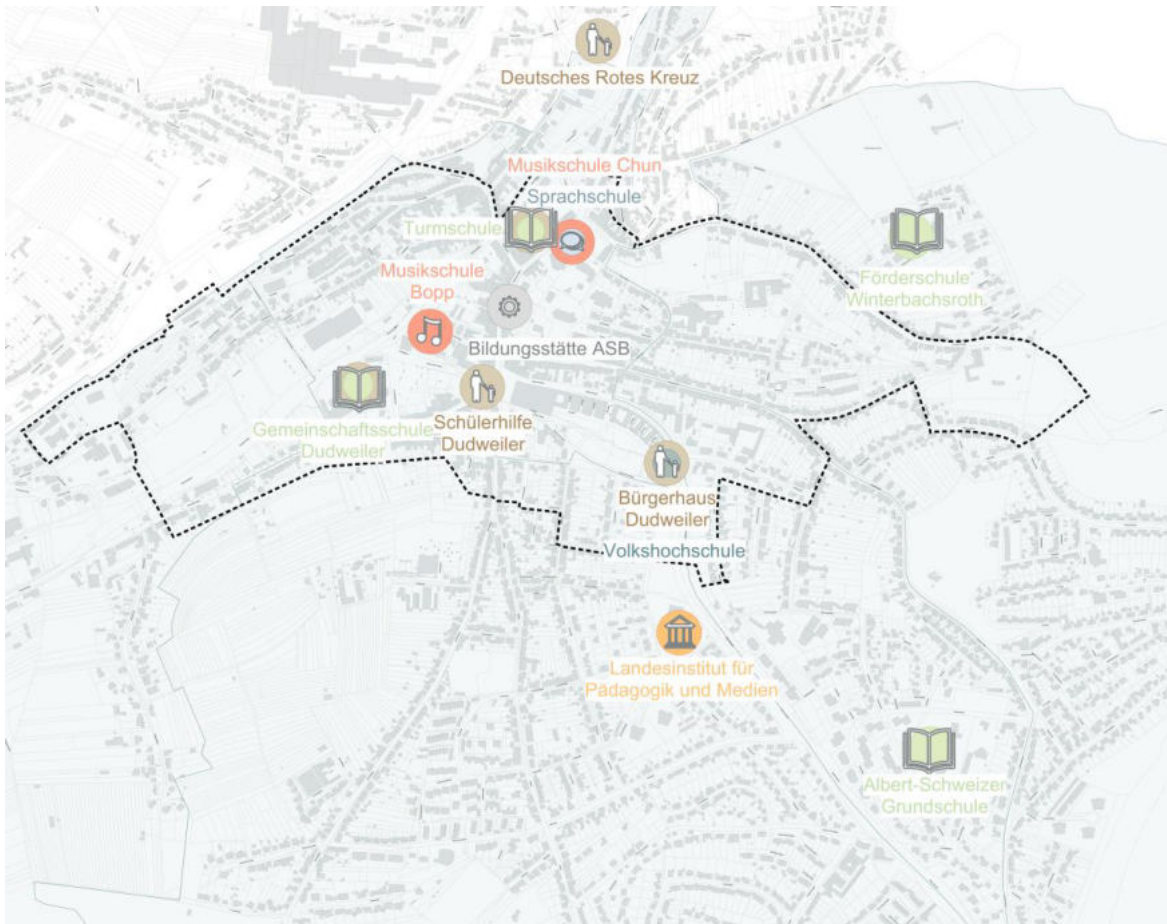 Deutsches Rotes Kreuz
Musikschule Chun
Sprachschule
Turmschule
Musikschule
Bopp
Förderschule
Winterbachsroth
Bildungsstätte ASB
Gemeinschaftsschule
Dudweiler
Schülerhilfe
Dudweiler
Bürgerhaus
Dudweiler
Volkshochschule
Landesinstitut für
Pädagogik und Medien
Albert-Schweizer
Grundschule